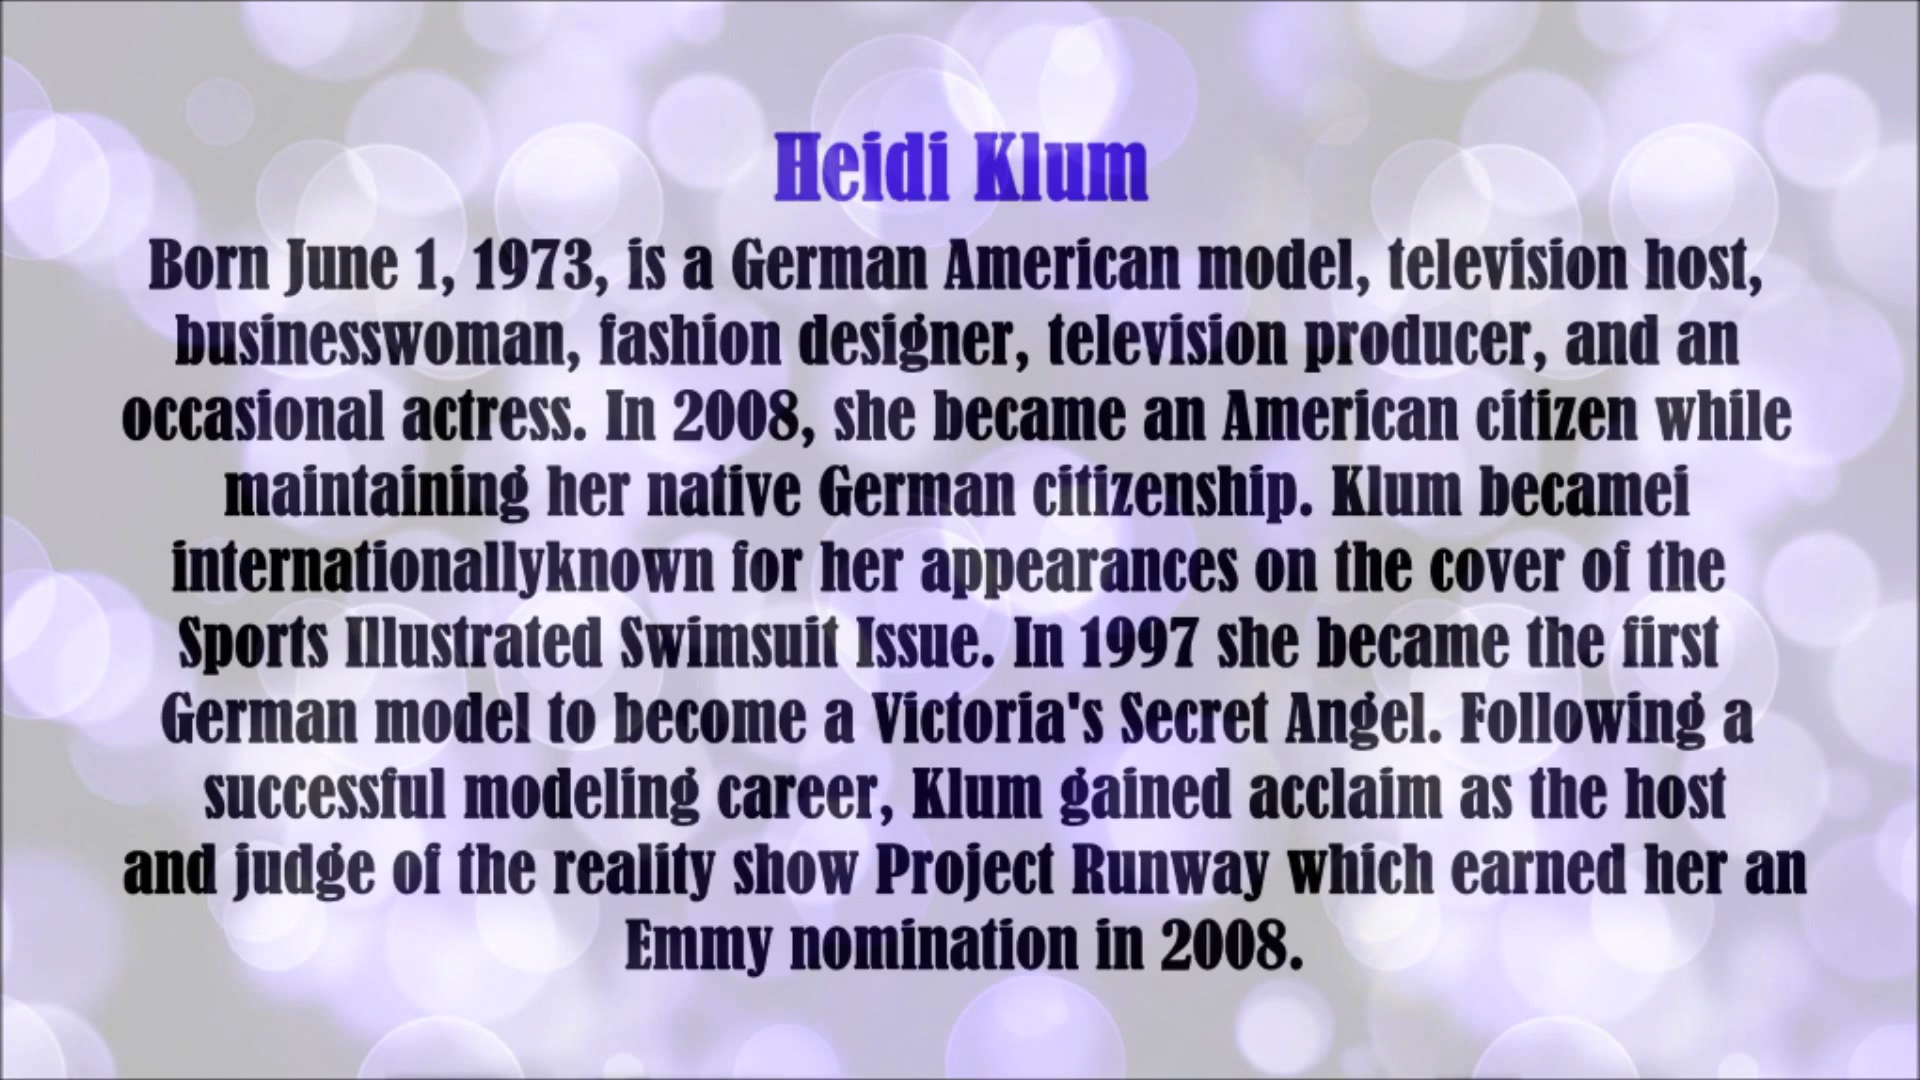 Heidi Klum
Born June 1, 1973, is a German American model, television host,
businesswoman, fashion designer, television producer, and an
occasional actress. In 2008, she became an American citizen while
maintaining her native German citizenship. Klum becamei
internationallyknown for her appearances on the cover of the
Sports Illustrated Swimsuit Issue. In 1997 she became the first
German model to become a Victoria's Secret Angel. Following a
successful modeling career, Klum gained acclaim as the host
and judge of the reality show Project Runway which earned her an
Emmy nomination in 2008.